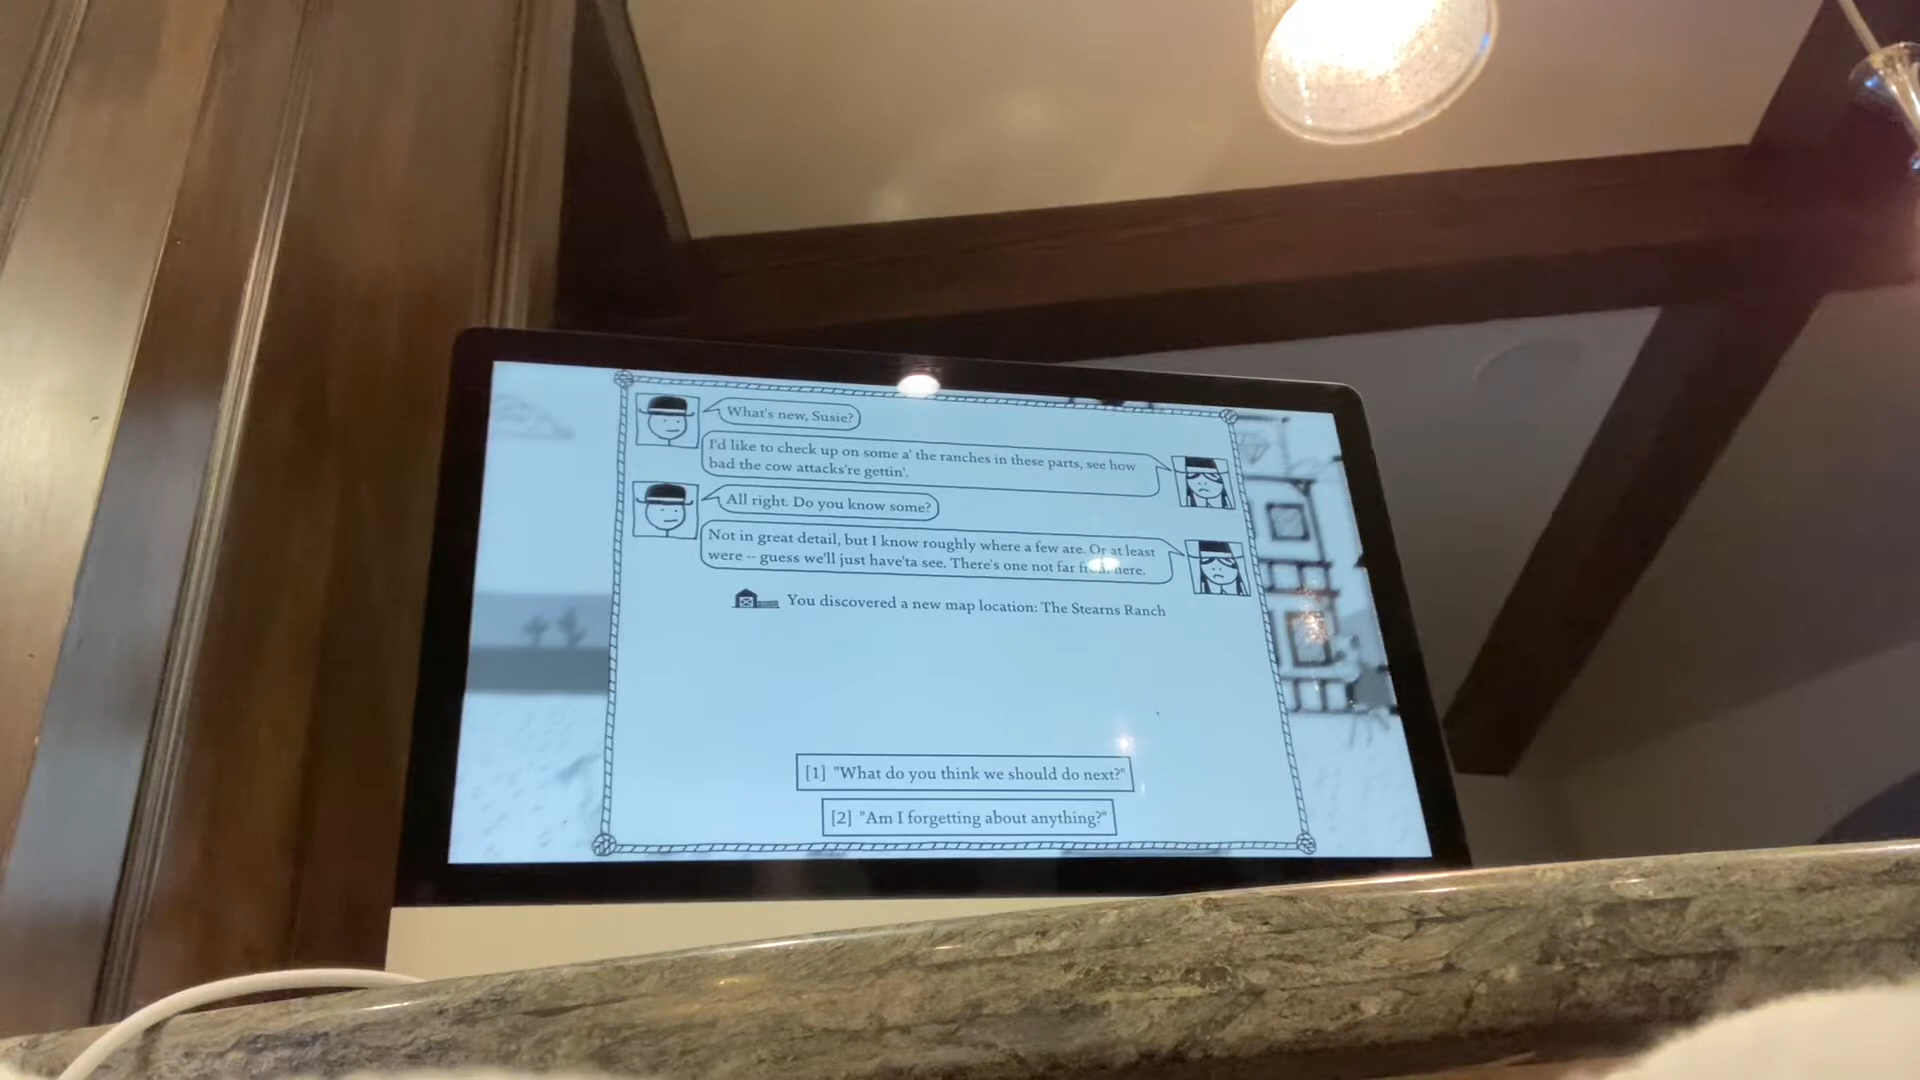 What's new, Susie?
I'd like to check up on some a' the ranches in these parts, see how
bad the cow attacks're gettin'.
All right. Do you know some?
Not in great detail, but I know roughly where a few are. Or at least
were -- guess we'll just have'ta see. There's one not far from here.
You discovered a new map location: The Stearns Ranch
[1] "What do you think we should do next?"
[2] "Am I forgetting about anything?"